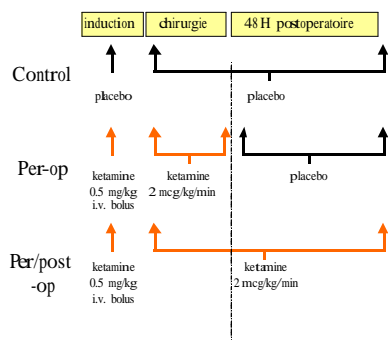 induction chirurgie 48 H postoperatoire
Control
placebo placebo
Per-op
ketamine ketamine placebo
0.5 mg/kg 2 mcg/kg/min
i.v. bolus
Per/post
-op
ketamine ketamine
0.5 mg/kg 2 mcg/kg/min
i.v. bolus